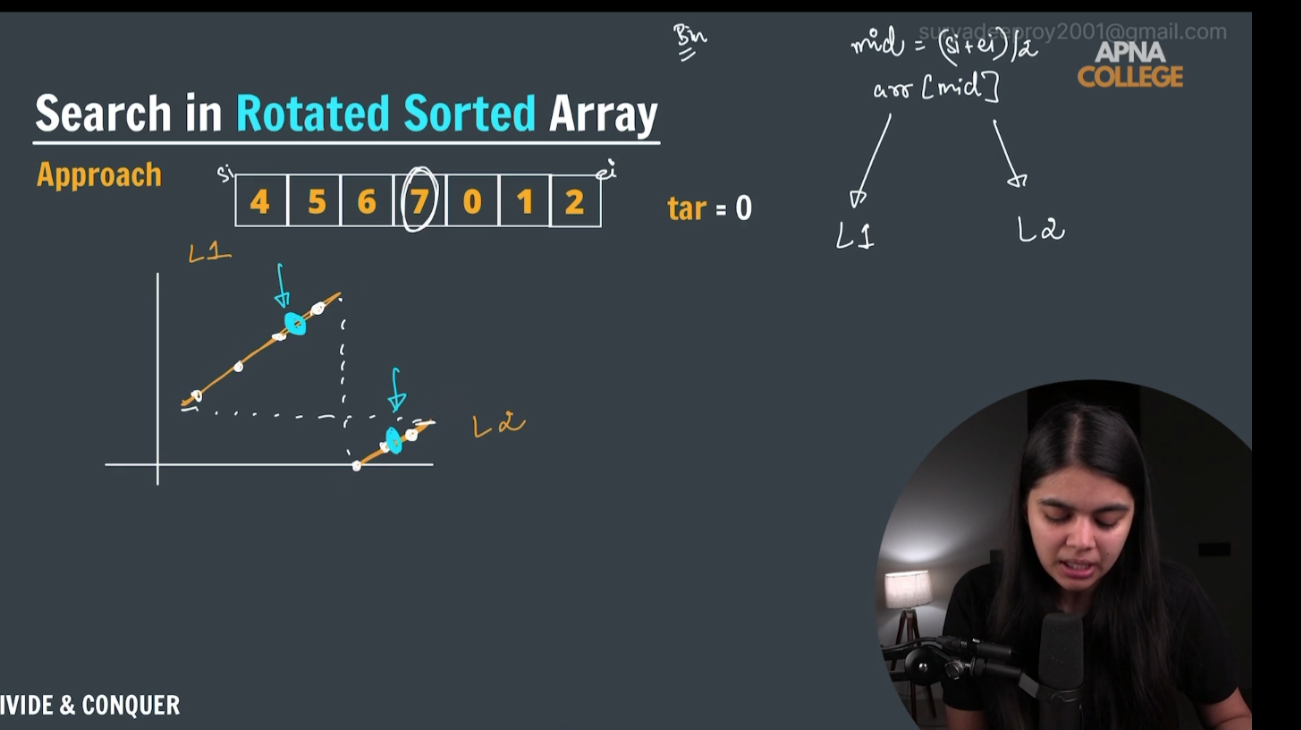 Bin
suryadeeproy2001@gmail.com
mid = (si+ei)/2
APNA
COLLEGE
arr [mid]
Search in Rotated Sorted Array
Approach
si
ei
4 5 6 7 0 1 2
tar = 0
L1
L2
L1
L2
IVIDE & CONQUER